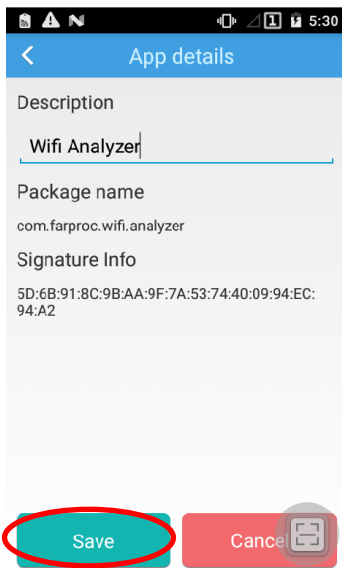 5:30
App details
Description
Wifi Analyzer
Package name
com.farproc.wifi.analyzer
Signature Info
5D:6B:91:8C:9B:AA:9F:7A:53:74:40:09:94:EC:
94:A2
Save
Cancel